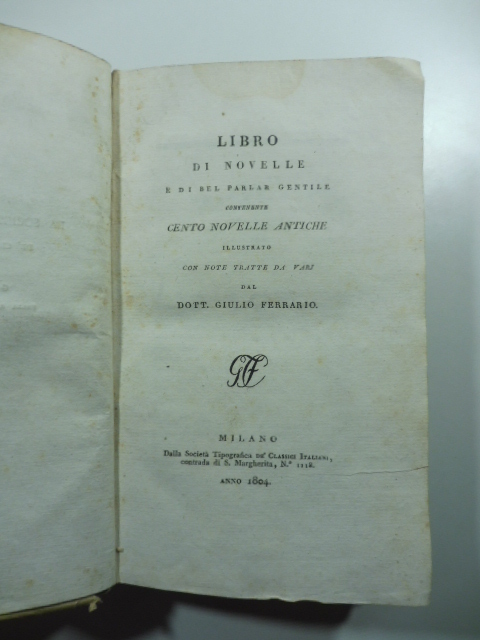 LIBRO
DI NOVELLE
E DI BEL PARLAR GENTILE
CONTENENTE
CENTO NOVELLE ANTICHE
ILLUSTRATO
CON NOTE TRATTE DA VARJ
DAL
DOTT. GIULIO FERRARIO.
GF
MILANO
Dalla Società Tipografica de' CLASSICI ITALIANI,
contrada di S. Margherita, N.º 1118.
ANNO 1804.